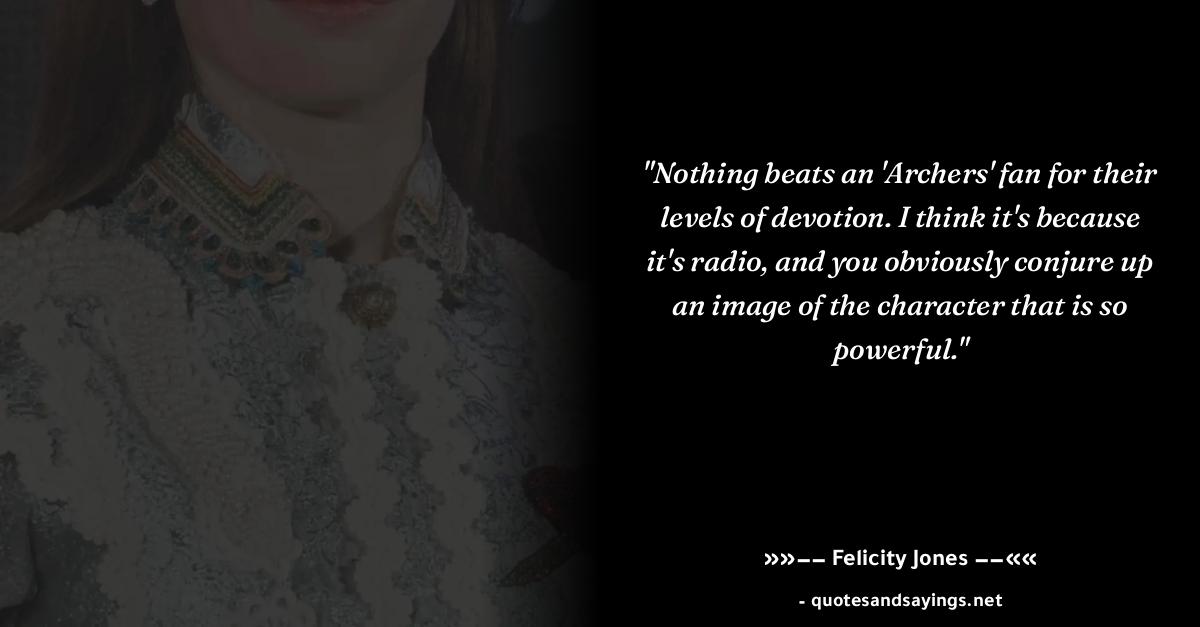 "Nothing beats an 'Archers' fan for their
levels of devotion. I think it's because
it's radio, and you obviously conjure up
an image of the character that is so
powerful."
»»−− Felicity Jones −−««
- quotesandsayings.net